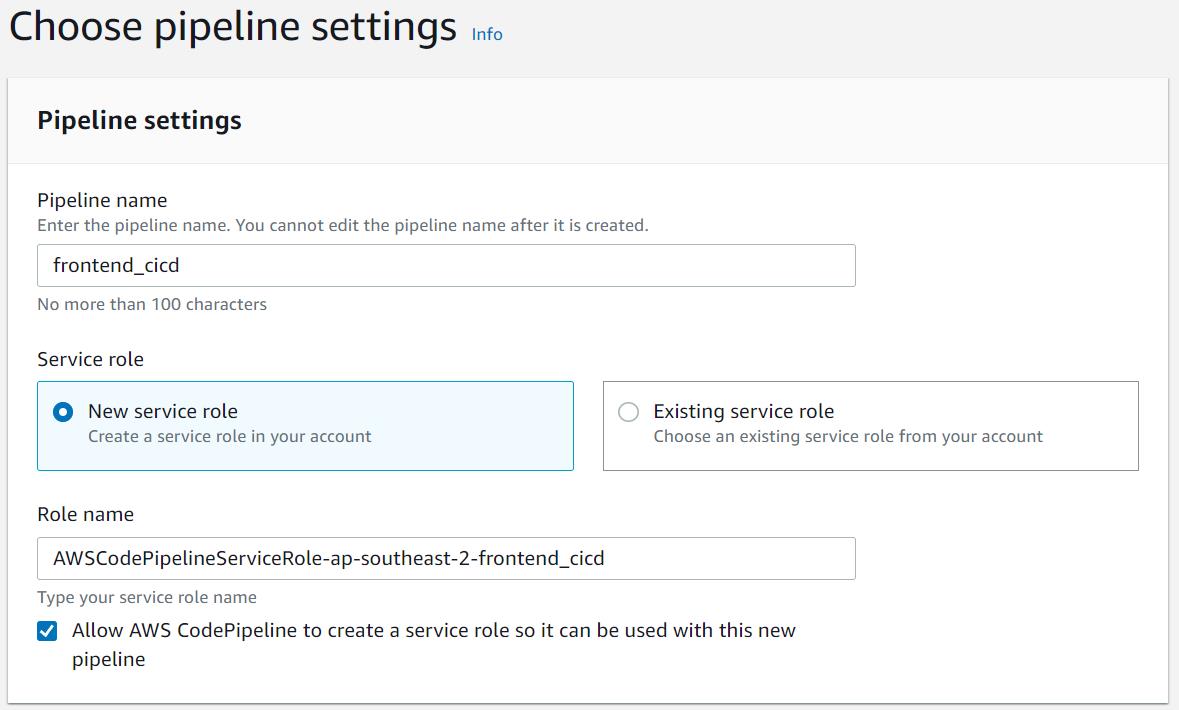 Choose pipeline settings Info
Pipeline settings
Pipeline name
Enter the pipeline name. You cannot edit the pipeline name after it is created.
frontend_cicd
No more than 100 characters
Service role
New service role
Create a service role in your account
Existing service role
Choose an existing service role from your account
Role name
AWSCodePipelineServiceRole-ap-southeast-2-frontend_cicd
Type your service role name
Allow AWS CodePipeline to create a service role so it can be used with this new
pipeline